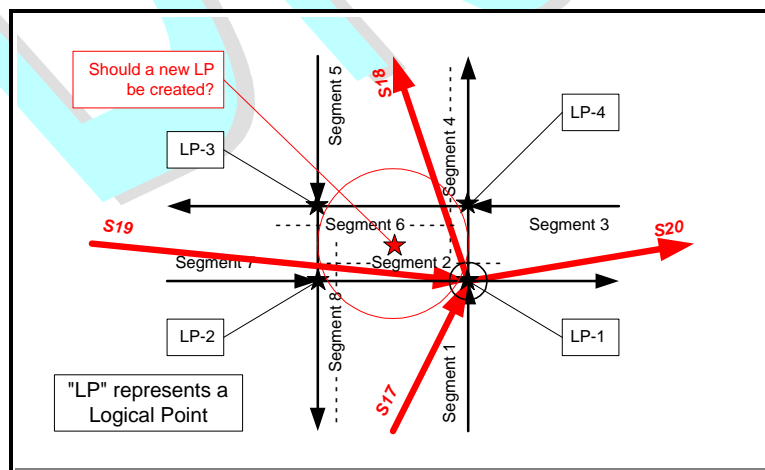 Should a new LP
be created?
Segment 5
S18
Segment 4
LP-4
LP-3
S19
Segment 6
Segment 3
S20
Segment 7
Segment 2
LP-2
Segment 8
Segment 1
LP-1
S17
"LP" represents a
Logical Point